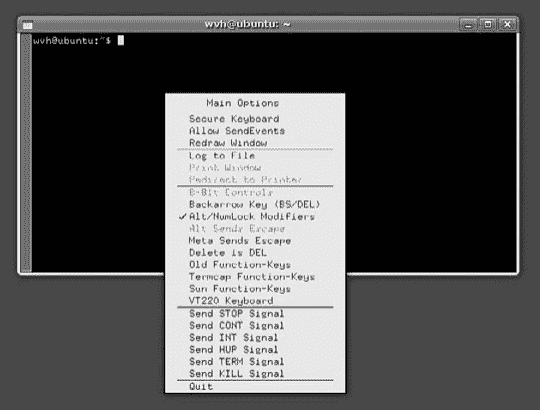 wvh@ubuntu: ~
wvh@ubuntu:~$
Main Options
Secure Keyboard
Allow SendEvents
Redraw Window
Log to File
Print Window
Redirect to Printer
8-Bit Controls
Backarrow Key (BS/DEL)
Alt/NumLock Modifiers
Alt Sends Escape
Meta Sends Escape
Delete is DEL
Old Function-Keys
Termcap Function-Keys
Sun Function-Keys
VT220 Keyboard
Send STOP Signal
Send CONT Signal
Send INT Signal
Send HUP Signal
Send TERM Signal
Send KILL Signal
Quit